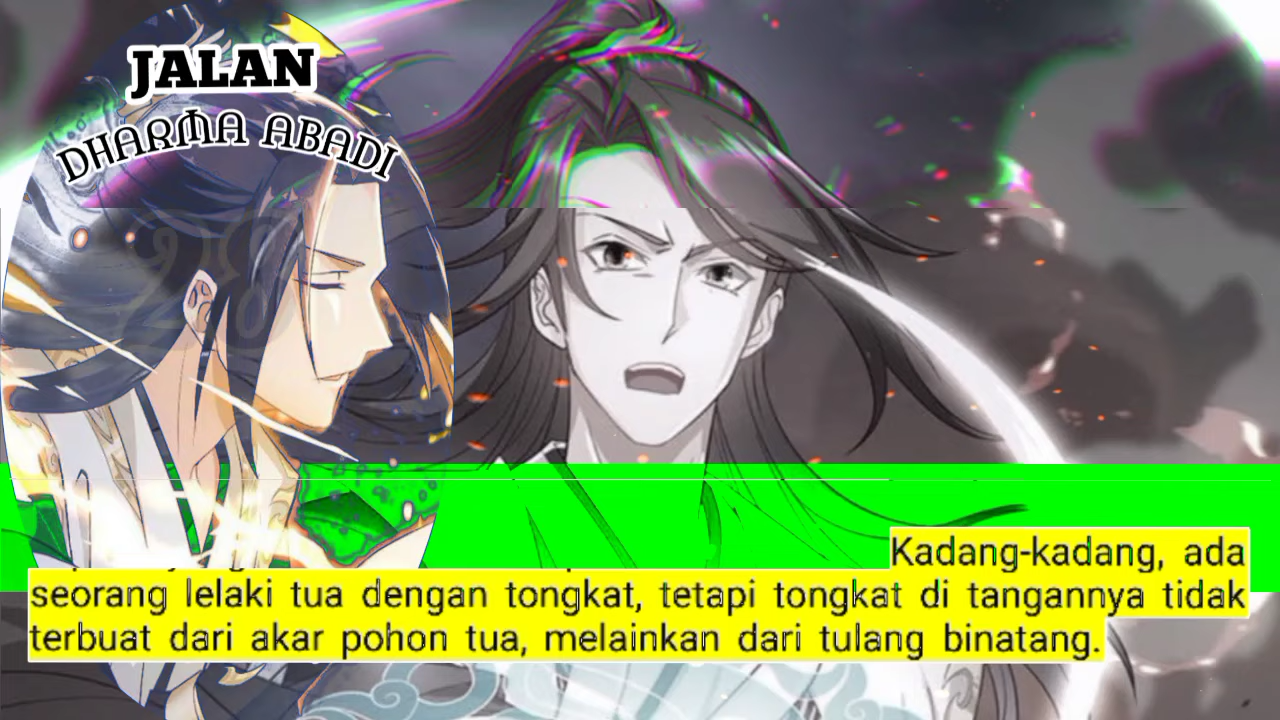 JALAN
DHARMA ABADI
Kadang-kadang, ada
seorang lelaki tua dengan tongkat, tetapi tongkat di tangannya tidak
terbuat dari akar pohon tua, melainkan dari tulang binatang.